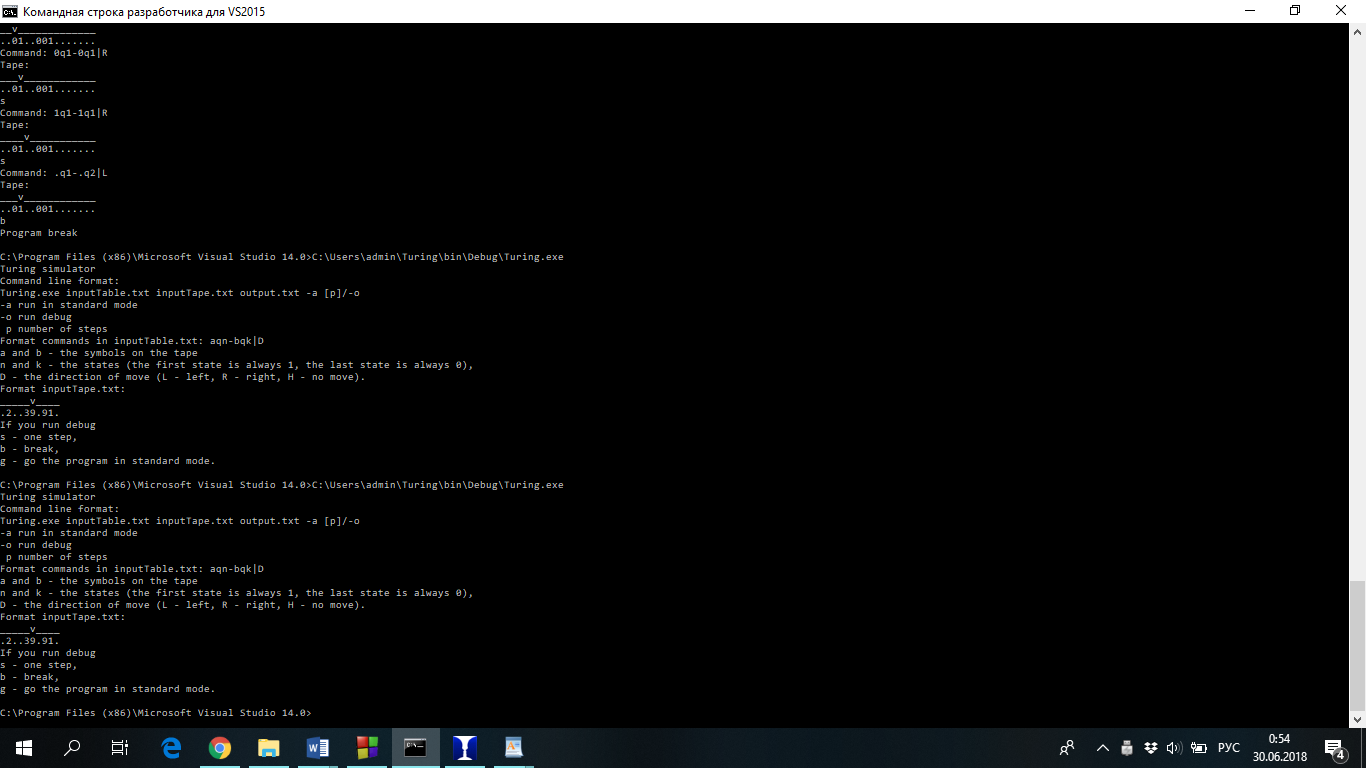 Командная строка разработчика для VS2015
__v_____________
..01..001.......
Command: 0q1-0q1|R
Tape:
___v____________
..01..001.......
s
Command: 1q1-1q1|R
Tape:
____v___________
..01..001.......
s
Command: .q1-.q2|L
Tape:
___v____________
..01..001.......
b
Program break
C:\Program Files (x86)\Microsoft Visual Studio 14.0>C:\Users\admin\Turing\bin\Debug\Turing.exe
Turing simulator
Command line format:
Turing.exe inputTable.txt inputTape.txt output.txt -a [p]/-o
-a run in standard mode
-o run debug
 p number of steps
Format commands in inputTable.txt: aqn-bqk|D
a and b - the symbols on the tape
n and k - the states (the first state is always 1, the last state is always 0),
D - the direction of move (L - left, R - right, H - no move).
Format inputTape.txt:
_____v____
.2..39.91.
If you run debug
s - one step,
b - break,
g - go the program in standard mode.
C:\Program Files (x86)\Microsoft Visual Studio 14.0>C:\Users\admin\Turing\bin\Debug\Turing.exe
Turing simulator
Command line format:
Turing.exe inputTable.txt inputTape.txt output.txt -a [p]/-o
-a run in standard mode
-o run debug
 p number of steps
Format commands in inputTable.txt: aqn-bqk|D
a and b - the symbols on the tape
n and k - the states (the first state is always 1, the last state is always 0),
D - the direction of move (L - left, R - right, H - no move).
Format inputTape.txt:
_____v____
.2..39.91.
If you run debug
s - one step,
b - break,
g - go the program in standard mode.
C:\Program Files (x86)\Microsoft Visual Studio 14.0>
РУС
0:54
30.06.2018
4